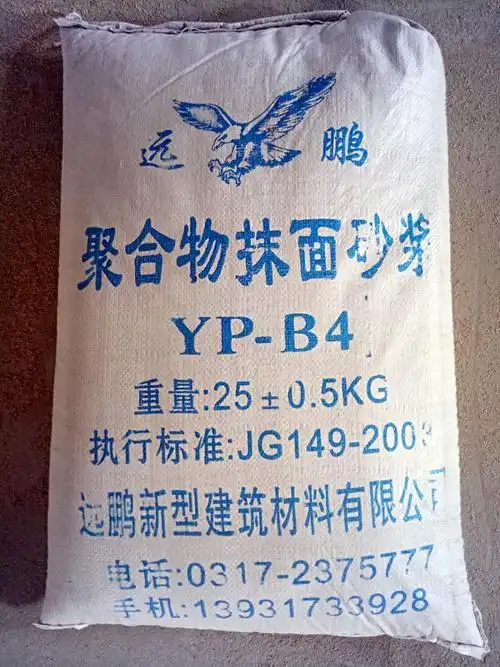 远 鹏
聚合物抹面砂浆
YP-B4
重量:25±0.5KG
执行标准:JG149-2003
远鹏新型建筑材料有限公司
电话:0317-2375777
手机:13931733928